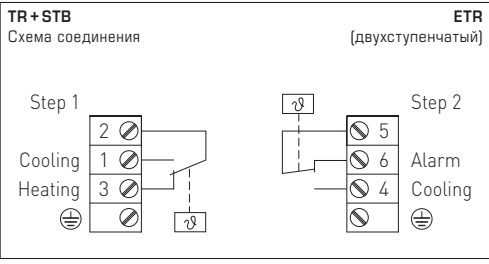 TR + STB
Схема соединения
ETR
(двухступенчатый)
Step 1
2
Cooling 1
Heating 3
ϑ
ϑ
Step 2
5
6 Alarm
4 Cooling